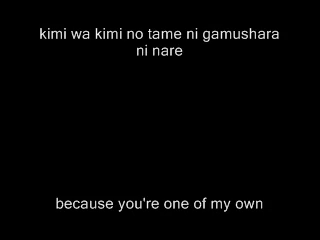 kimi wa kimi no tame ni gamushara
ni nare
because you're one of my own